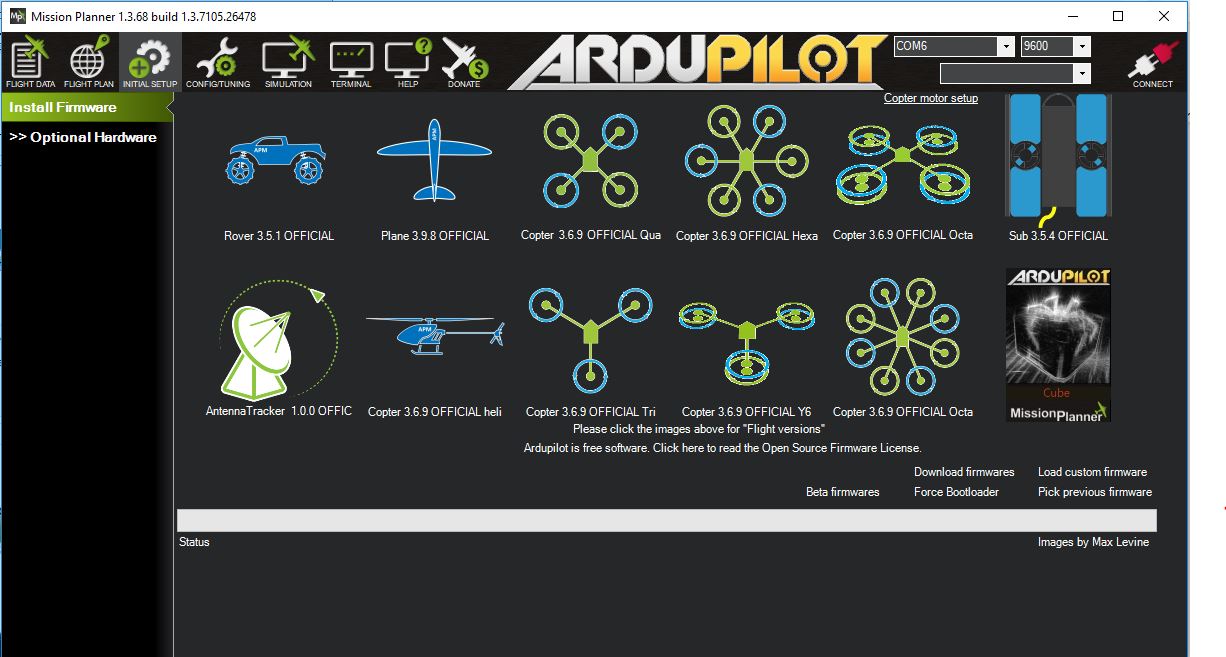 Mp Mission Planner 1.3.68 build 1.3.7105.26478
FLIGHT DATA FLIGHT PLAN INITIAL SETUP CONFIG/TUNING SIMULATION TERMINAL HELP DONATE
ARDUPILOT
COM6 9600
CONNECT
Install Firmware
>> Optional Hardware
Copter motor setup
APM
APM
Rover 3.5.1 OFFICIAL
Plane 3.9.8 OFFICIAL
Copter 3.6.9 OFFICIAL Qua
Copter 3.6.9 OFFICIAL Hexa
Copter 3.6.9 OFFICIAL Octa
Sub 3.5.4 OFFICIAL
APM
ARDUPILOT
Cube
MissionPlanner
AntennaTracker 1.0.0 OFFIC
Copter 3.6.9 OFFICIAL heli
Copter 3.6.9 OFFICIAL Tri
Copter 3.6.9 OFFICIAL Y6
Copter 3.6.9 OFFICIAL Octa
Please click the images above for "Flight versions"
Ardupilot is free software. Click here to read the Open Source Firmware License.
Download firmwares
Load custom firmware
Beta firmwares
Force Bootloader
Pick previous firmware
Status
Images by Max Levine